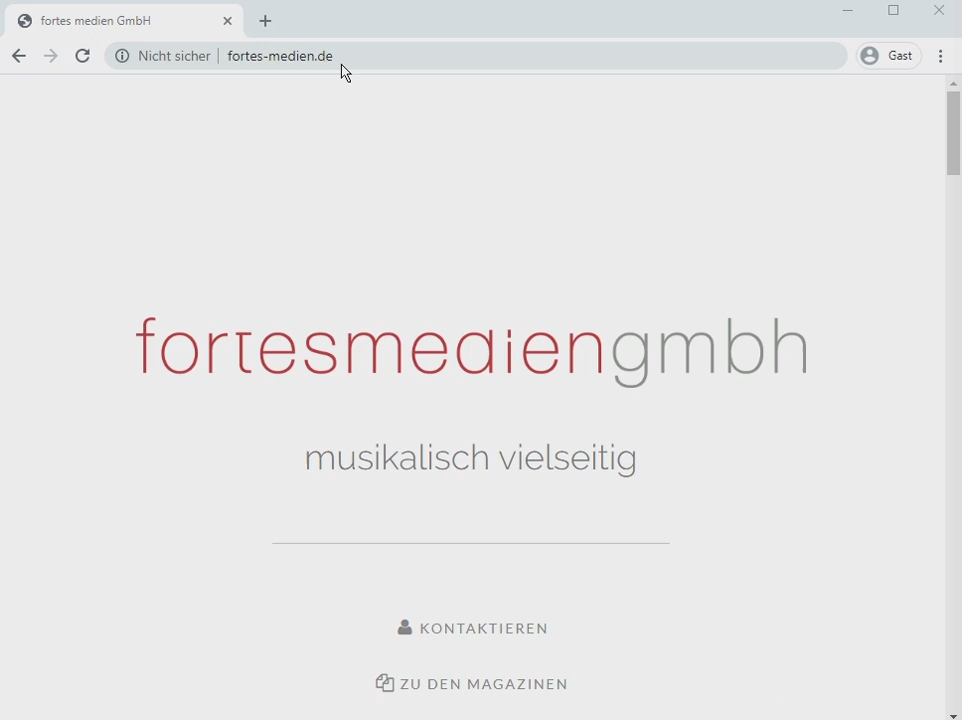 fortes medien GmbH
Nicht sicher fortes-medien.de Gast
fortesmediengmbh
musikalisch vielseitig
KONTAKTIEREN
ZU DEN MAGAZINEN